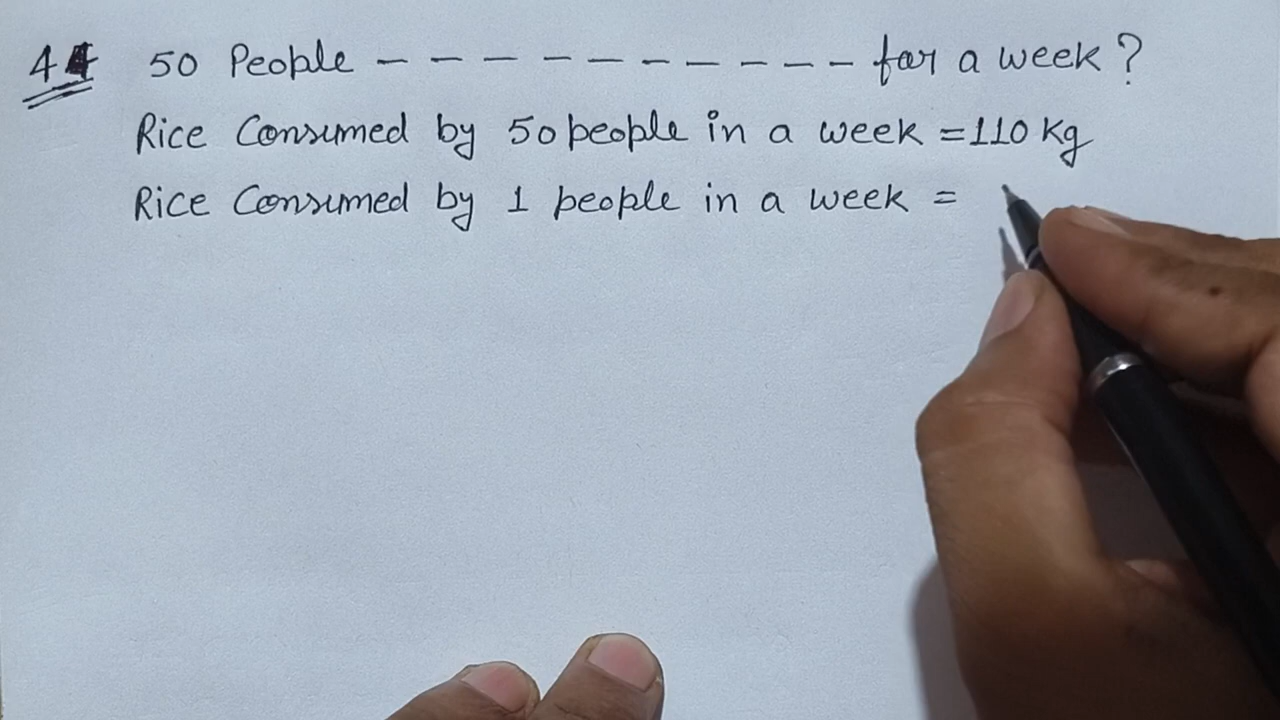 44 50 People - - - - - - - - - - - for a week?
Rice Consumed by 50 people in a week = 110 Kg
Rice Consumed by 1 people in a week =